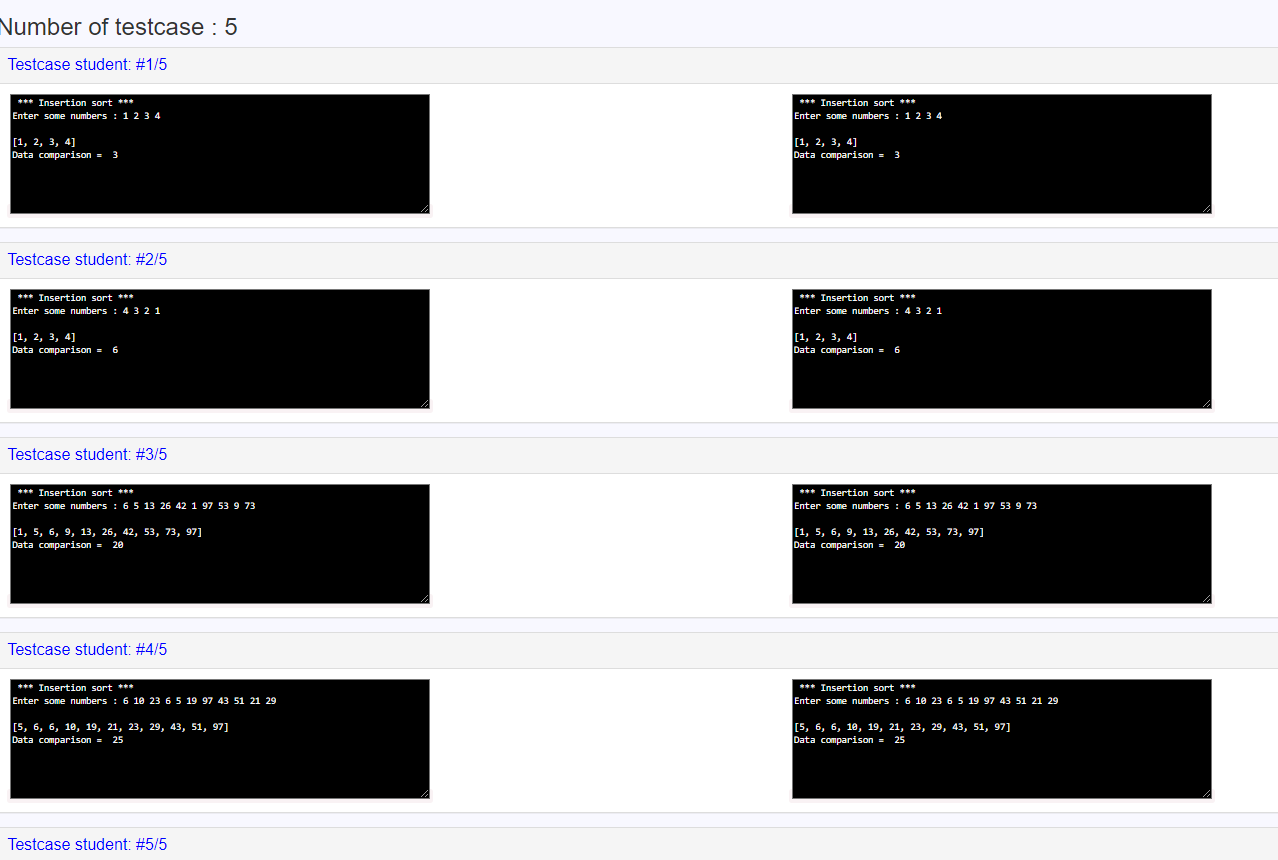 Number of testcase : 5
Testcase student: #1/5
*** Insertion sort ***
Enter some numbers : 1 2 3 4
[1, 2, 3, 4]
Data comparison =  3
*** Insertion sort ***
Enter some numbers : 1 2 3 4
[1, 2, 3, 4]
Data comparison =  3
Testcase student: #2/5
*** Insertion sort ***
Enter some numbers : 4 3 2 1
[1, 2, 3, 4]
Data comparison =  6
*** Insertion sort ***
Enter some numbers : 4 3 2 1
[1, 2, 3, 4]
Data comparison =  6
Testcase student: #3/5
*** Insertion sort ***
Enter some numbers : 6 5 13 26 42 1 97 53 9 73
[1, 5, 6, 9, 13, 26, 42, 53, 73, 97]
Data comparison =  20
*** Insertion sort ***
Enter some numbers : 6 5 13 26 42 1 97 53 9 73
[1, 5, 6, 9, 13, 26, 42, 53, 73, 97]
Data comparison =  20
Testcase student: #4/5
*** Insertion sort ***
Enter some numbers : 6 10 23 6 5 19 97 43 51 21 29
[5, 6, 6, 10, 19, 21, 23, 29, 43, 51, 97]
Data comparison =  25
*** Insertion sort ***
Enter some numbers : 6 10 23 6 5 19 97 43 51 21 29
[5, 6, 6, 10, 19, 21, 23, 29, 43, 51, 97]
Data comparison =  25
Testcase student: #5/5